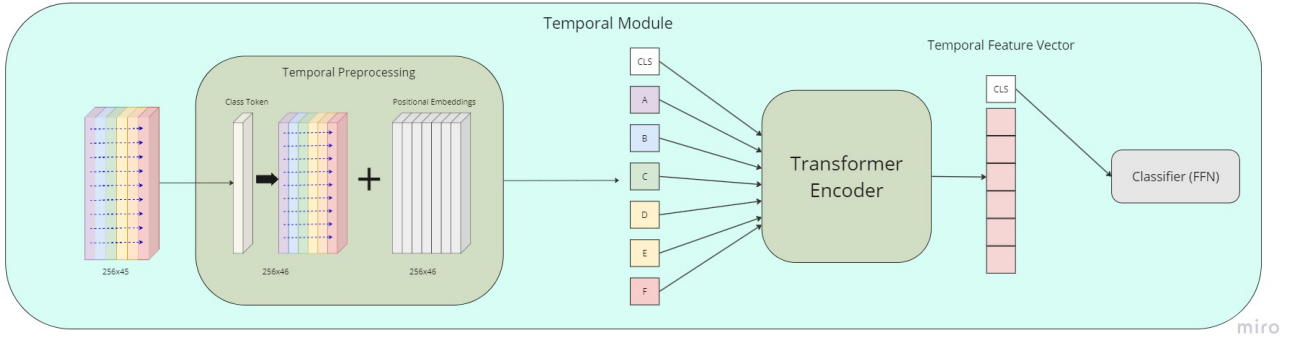 Temporal Module
Temporal Preprocessing
Class Token
Positional Embeddings
256x45
256x46
256x46
CLS
A
B
C
D
E
F
Transformer
Encoder
Temporal Feature Vector
CLS
Classifier (FFN)
miro